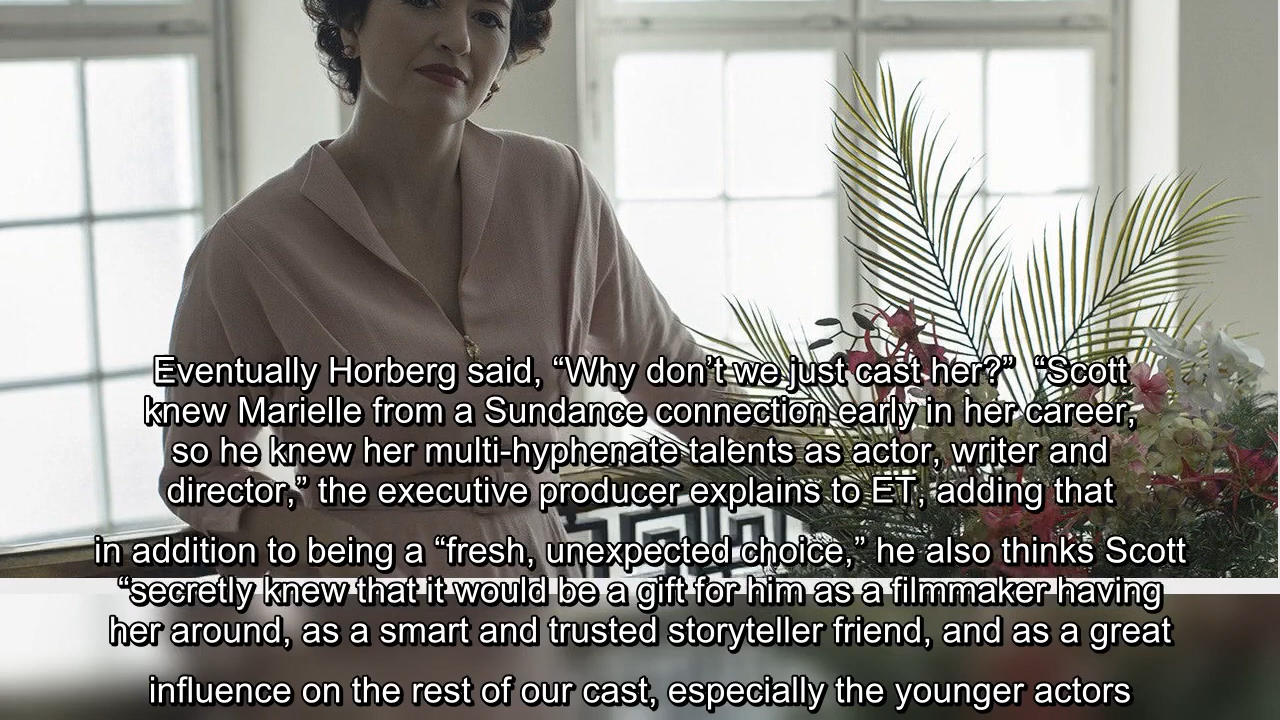 Eventually Horberg said, “Why don’t we just cast her?”  “Scott
knew Marielle from a Sundance connection early in her career,
so he knew her multi-hyphenate talents as actor, writer and
director,” the executive producer explains to ET, adding that
in addition to being a “fresh, unexpected choice,” he also thinks Scott
“secretly knew that it would be a gift for him as a filmmaker having
her around, as a smart and trusted storyteller friend, and as a great
influence on the rest of our cast, especially the younger actors